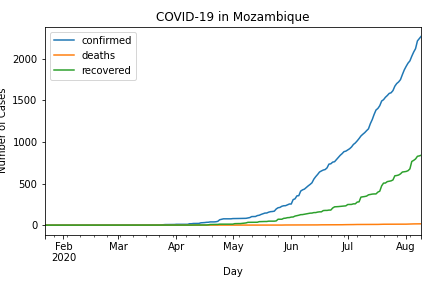 COVID-19 in Mozambique
confirmed
deaths
recovered
2000
1500
1000
500
0
Number of Cases
Feb Mar Apr May Jun Jul Aug
2020
Day